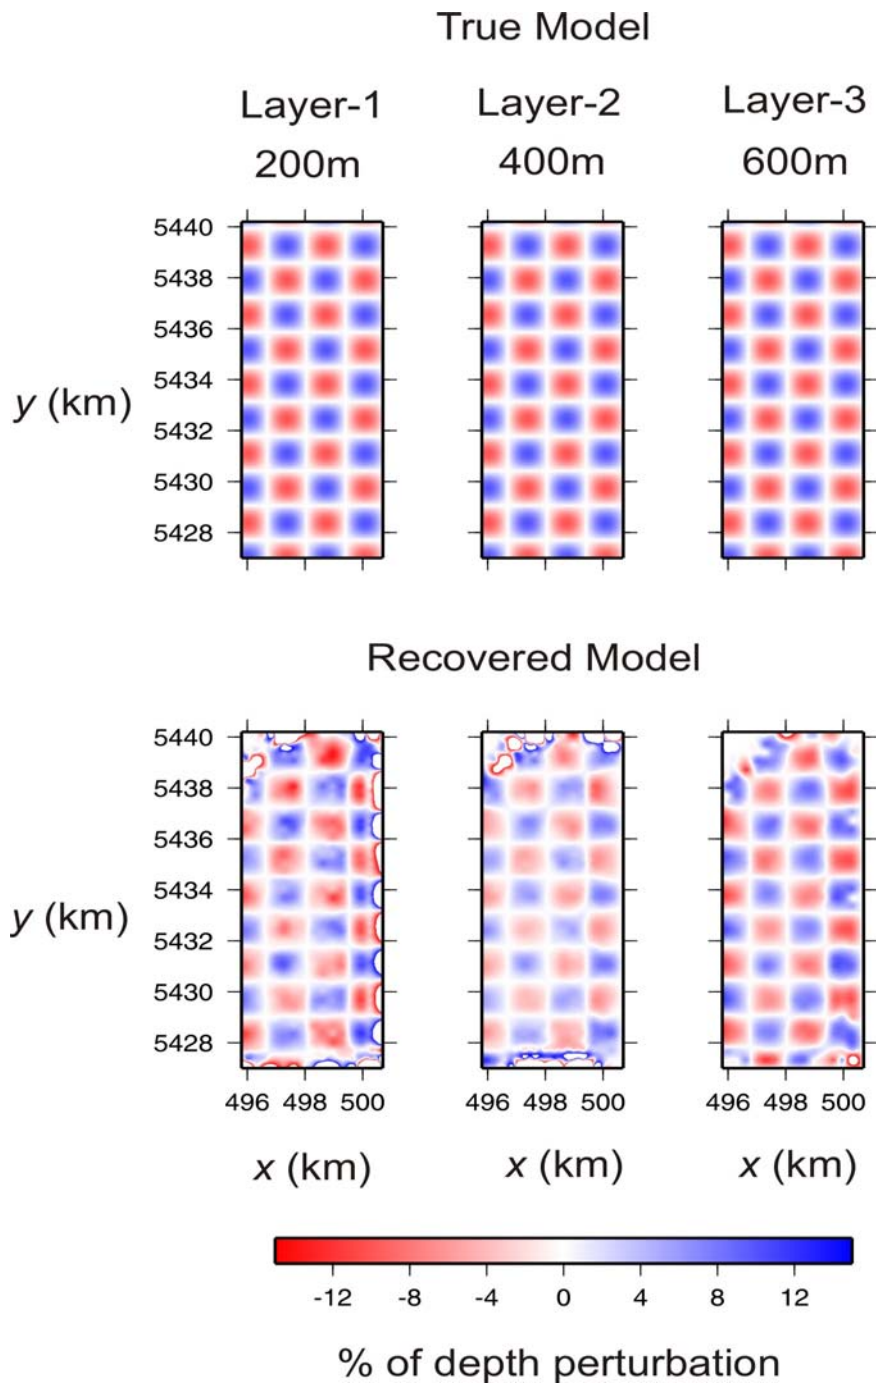 True Model
Layer-1 Layer-2 Layer-3
200m 400m 600m
5440
5438
5436
5434
y (km)
5432
5430
5428
Recovered Model
5440
5438
5436
5434
y (km)
5432
5430
5428
496 498 500 496 498 500 496 498 500
x (km) x (km) x (km)
-12 -8 -4 0 4 8 12
% of depth perturbation